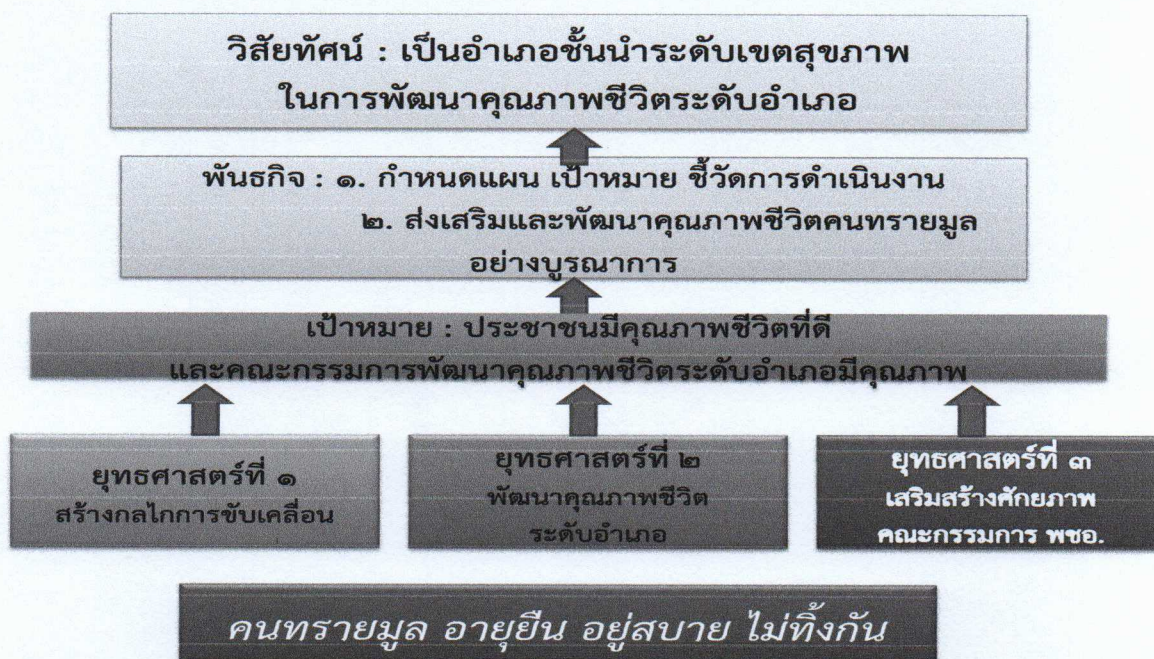 วิสัยทัศน์ : เป็นอำเภอชั้นนำระดับเขตสุขภาพ
ในการพัฒนาคุณภาพชีวิตระดับอำเภอ
พันธกิจ : ๑. กำหนดแผน เป้าหมาย ชี้วัดการดำเนินงาน
๒. ส่งเสริมและพัฒนาคุณภาพชีวิตคนทรายมูล
อย่างบูรณาการ
เป้าหมาย : ประชาชนมีคุณภาพชีวิตที่ดี
และคณะกรรมการพัฒนาคุณภาพชีวิตระดับอำเภอมีคุณภาพ
ยุทธศาสตร์ที่ ๑
สร้างกลไกการขับเคลื่อน
ยุทธศาสตร์ที่ ๒
พัฒนาคุณภาพชีวิต
ระดับอำเภอ
ยุทธศาสตร์ที่ ๓
เสริมสร้างศักยภาพ
คณะกรรมการ พชอ.
คนทรายมูล อายุยืน อยู่สบาย ไม่ทิ้งกัน